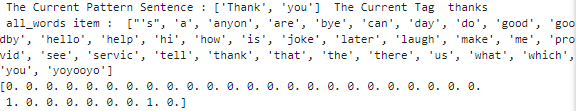 The Current Pattern Sentence : ['Thank', 'you']  The Current Tag  thanks
all_words item :  ["'s", 'a', 'anyon', 'are', 'bye', 'can', 'day', 'do', 'good', 'goo
dby', 'hello', 'help', 'hi', 'how', 'is', 'joke', 'later', 'laugh', 'make', 'me', 'pro
vid', 'see', 'servic', 'tell', 'thank', 'that', 'the', 'there', 'us', 'what', 'which',
'you', 'yoyooyo']
[0. 0. 0. 0. 0. 0. 0. 0. 0. 0. 0. 0. 0. 0. 0. 0. 0. 0. 0. 0. 0. 0. 0. 0.
1. 0. 0. 0. 0. 0. 0. 1. 0.]